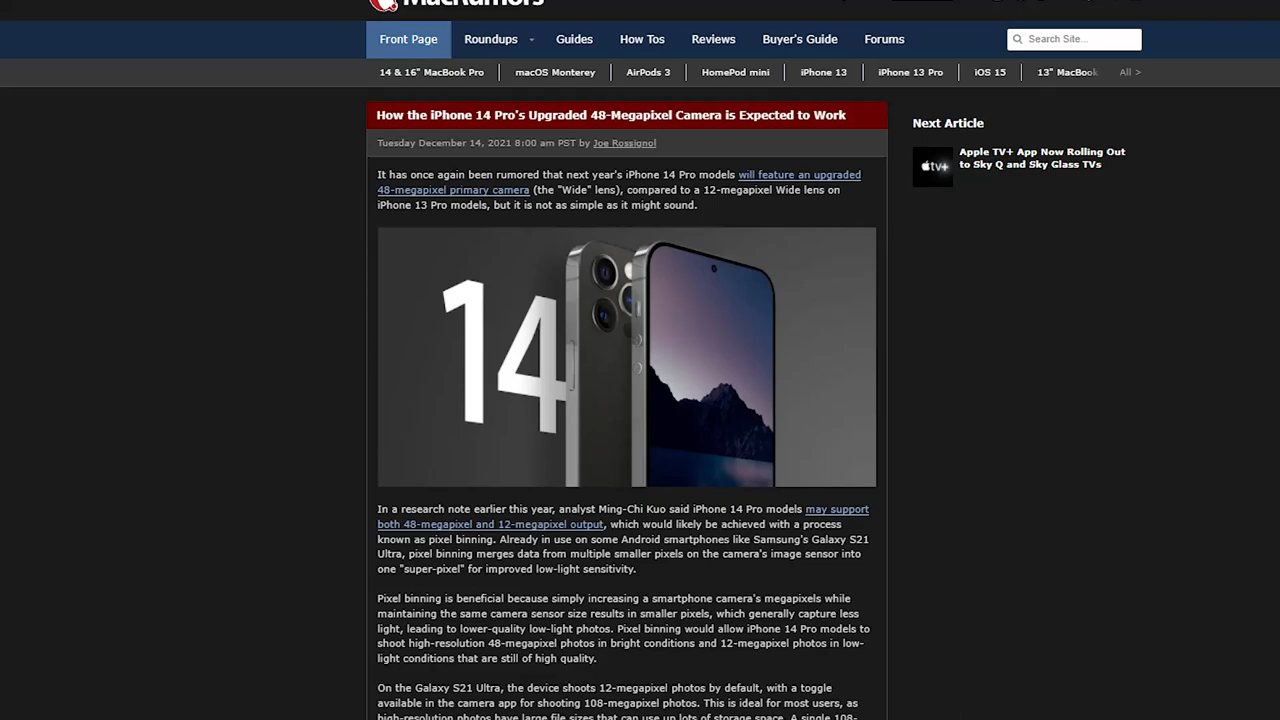 MacRumors
Front Page Roundups Guides How Tos Reviews Buyer's Guide Forums Search Site...
14 & 16" MacBook Pro macOS Monterey AirPods 3 HomePod mini iPhone 13 iPhone 13 Pro iOS 15 13" MacBook All >
How the iPhone 14 Pro's Upgraded 48-Megapixel Camera is Expected to Work
Tuesday December 14, 2021 8:00 am PST by Joe Rossignol
It has once again been rumored that next year's iPhone 14 Pro models will feature an upgraded
48-megapixel primary camera (the "Wide" lens), compared to a 12-megapixel Wide lens on
iPhone 13 Pro models, but it is not as simple as it might sound.
14
In a research note earlier this year, analyst Ming-Chi Kuo said iPhone 14 Pro models may support
both 48-megapixel and 12-megapixel output, which would likely be achieved with a process
known as pixel binning. Already in use on some Android smartphones like Samsung's Galaxy S21
Ultra, pixel binning merges data from multiple smaller pixels on the camera's image sensor into
one "super-pixel" for improved low-light sensitivity.
Pixel binning is beneficial because simply increasing a smartphone camera's megapixels while
maintaining the same camera sensor size results in smaller pixels, which generally capture less
light, leading to lower-quality low-light photos. Pixel binning would allow iPhone 14 Pro models to
shoot high-resolution 48-megapixel photos in bright conditions and 12-megapixel photos in low-
light conditions that are still of high quality.
On the Galaxy S21 Ultra, the device shoots 12-megapixel photos by default, with a toggle
available in the camera app for shooting 108-megapixel photos. This is ideal for most users, as
high-resolution photos have large file sizes that can use up lots of storage space. A single 108-
Next Article
tv+
Apple TV+ App Now Rolling Out
to Sky Q and Sky Glass TVs